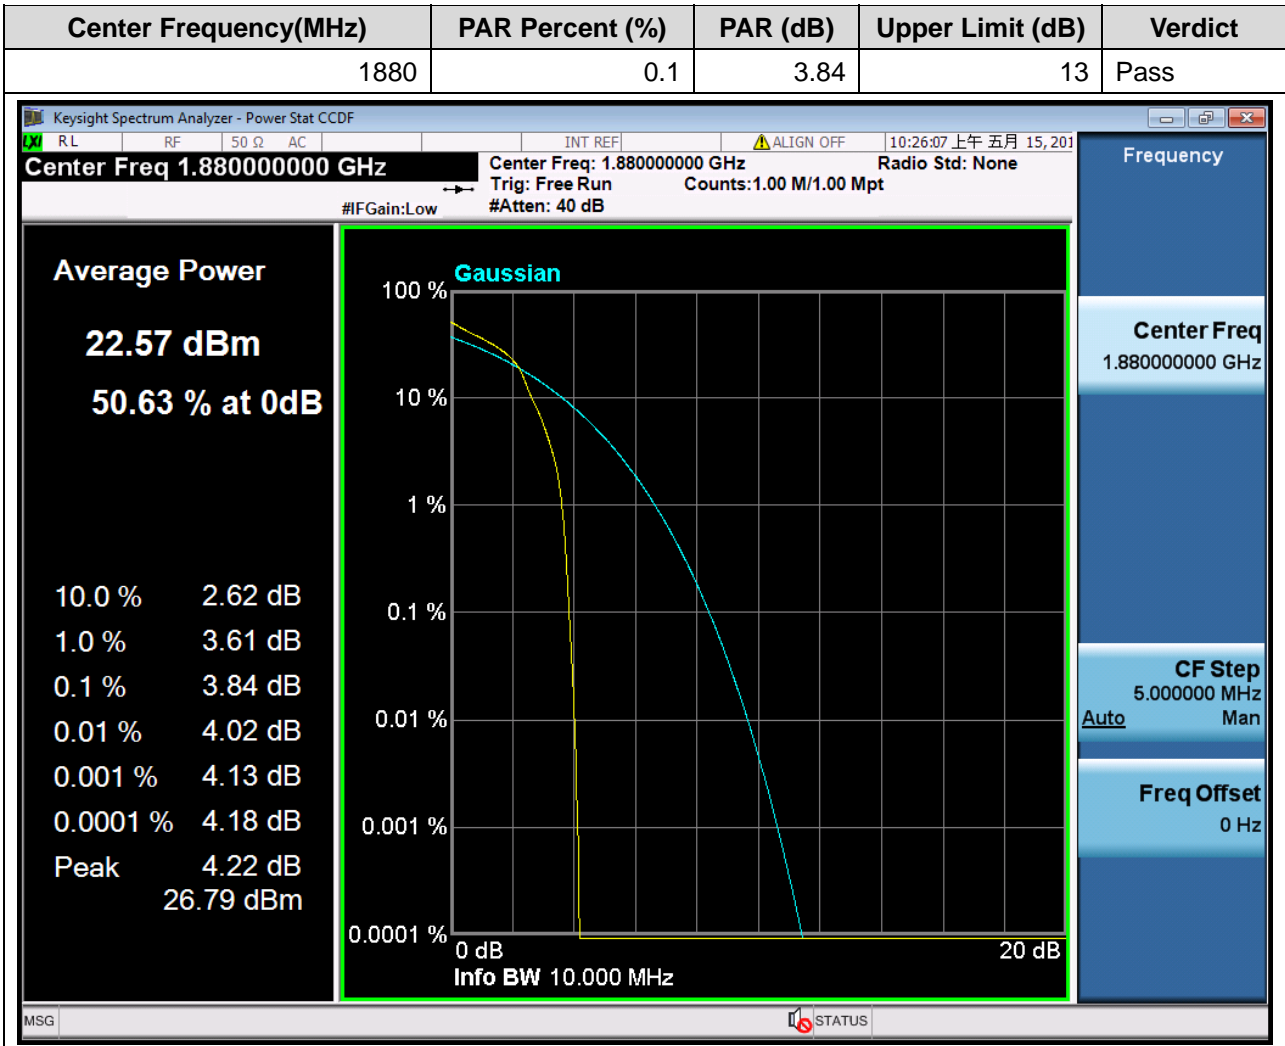 Center Frequency(MHz) PAR Percent (%) PAR (dB) Upper Limit (dB) Verdict
1880 0.1 3.84 13 Pass
Keysight Spectrum Analyzer - Power Stat CCDF
LXI RL RF 50 Ω AC INT REF ALIGN OFF 10:26:07 上午 五月 15, 201
Center Freq 1.880000000 GHz
Center Freq: 1.880000000 GHz Radio Std: None
Trig: Free Run Counts:1.00 M/1.00 Mpt
#IFGain:Low #Atten: 40 dB
Average Power
22.57 dBm
50.63 % at 0dB
10.0 % 2.62 dB
1.0 % 3.61 dB
0.1 % 3.84 dB
0.01 % 4.02 dB
0.001 % 4.13 dB
0.0001 % 4.18 dB
Peak 4.22 dB
26.79 dBm
Gaussian
100 %
10 %
1 %
0.1 %
0.01 %
0.001 %
0.0001 %
0 dB 20 dB
Info BW 10.000 MHz
Frequency
Center Freq
1.880000000 GHz
CF Step
5.000000 MHz
Auto Man
Freq Offset
0 Hz
MSG STATUS